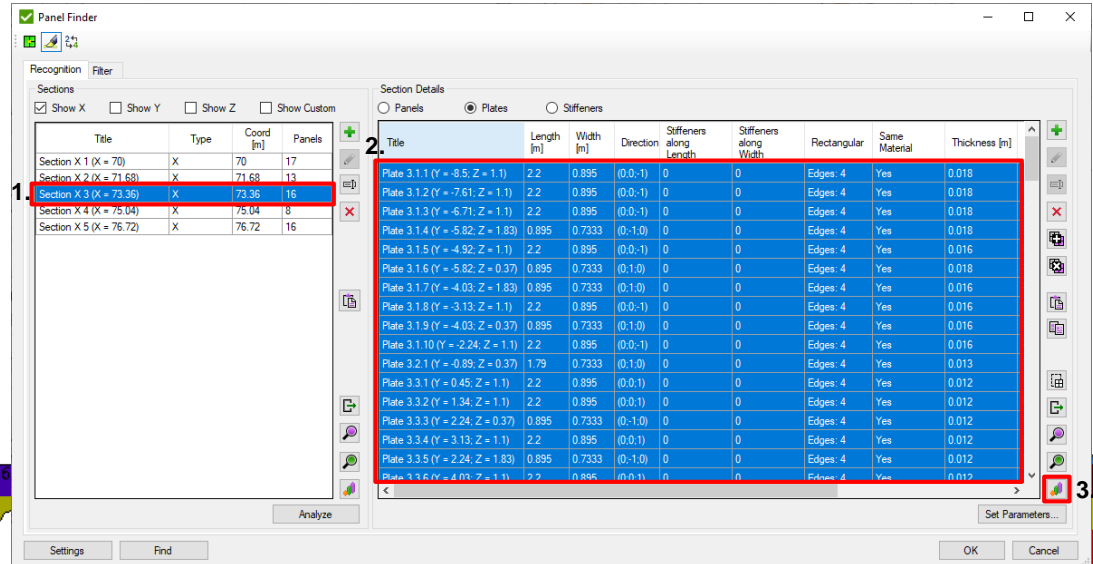 Panel Finder
Recognition Filter
Sections
Show X Show Y Show Z Show Custom
Title Type Coord [m] Panels
Section X 1 (X = 70) X 70 17
Section X 2 (X = 71.68) X 71.68 13
1. Section X 3 (X = 73.36) X 73.36 16
Section X 4 (X = 75.04) X 75.04 8
Section X 5 (X = 76.72) X 76.72 16
Analyze
Section Details
Panels Plates Stiffeners
2. Title Length [m] Width [m] Direction Stiffeners along Length Stiffeners along Width Rectangular Same Material Thickness [m]
Plate 3.1.1 (Y = -8.5; Z = 1.1) 2.2 0.895 (0;0;-1) 0 0 Edges: 4 Yes 0.018
Plate 3.1.2 (Y = -7.61; Z = 1.1) 2.2 0.895 (0;0;-1) 0 0 Edges: 4 Yes 0.018
Plate 3.1.3 (Y = -6.71; Z = 1.1) 2.2 0.895 (0;0;-1) 0 0 Edges: 4 Yes 0.018
Plate 3.1.4 (Y = -5.82; Z = 1.83) 0.895 0.7333 (0;-1;0) 0 0 Edges: 4 Yes 0.018
Plate 3.1.5 (Y = -4.92; Z = 1.1) 2.2 0.895 (0;0;-1) 0 0 Edges: 4 Yes 0.016
Plate 3.1.6 (Y = -5.82; Z = 0.37) 0.895 0.7333 (0;1;0) 0 0 Edges: 4 Yes 0.018
Plate 3.1.7 (Y = -4.03; Z = 1.83) 0.895 0.7333 (0;1;0) 0 0 Edges: 4 Yes 0.016
Plate 3.1.8 (Y = -3.13; Z = 1.1) 2.2 0.895 (0;0;-1) 0 0 Edges: 4 Yes 0.016
Plate 3.1.9 (Y = -4.03; Z = 0.37) 0.895 0.7333 (0;1;0) 0 0 Edges: 4 Yes 0.016
Plate 3.1.10 (Y = -2.24; Z = 1.1) 2.2 0.895 (0;0;-1) 0 0 Edges: 4 Yes 0.016
Plate 3.2.1 (Y = -0.89; Z = 0.37) 1.79 0.7333 (0;1;0) 0 0 Edges: 4 Yes 0.013
Plate 3.3.1 (Y = 0.45; Z = 1.1) 2.2 0.895 (0;0;1) 0 0 Edges: 4 Yes 0.012
Plate 3.3.2 (Y = 1.34; Z = 1.1) 2.2 0.895 (0;0;1) 0 0 Edges: 4 Yes 0.012
Plate 3.3.3 (Y = 2.24; Z = 0.37) 0.895 0.7333 (0;-1;0) 0 0 Edges: 4 Yes 0.012
Plate 3.3.4 (Y = 3.13; Z = 1.1) 2.2 0.895 (0;0;1) 0 0 Edges: 4 Yes 0.012
Plate 3.3.5 (Y = 2.24; Z = 1.83) 0.895 0.7333 (0;-1;0) 0 0 Edges: 4 Yes 0.012
Plate 3.3.6 (Y = 4.03; Z = 1.1) 2.2 0.895 (0;0;1) 0 0 Edges: 4 Yes 0.012
3
Set Parameters...
Settings Find OK Cancel